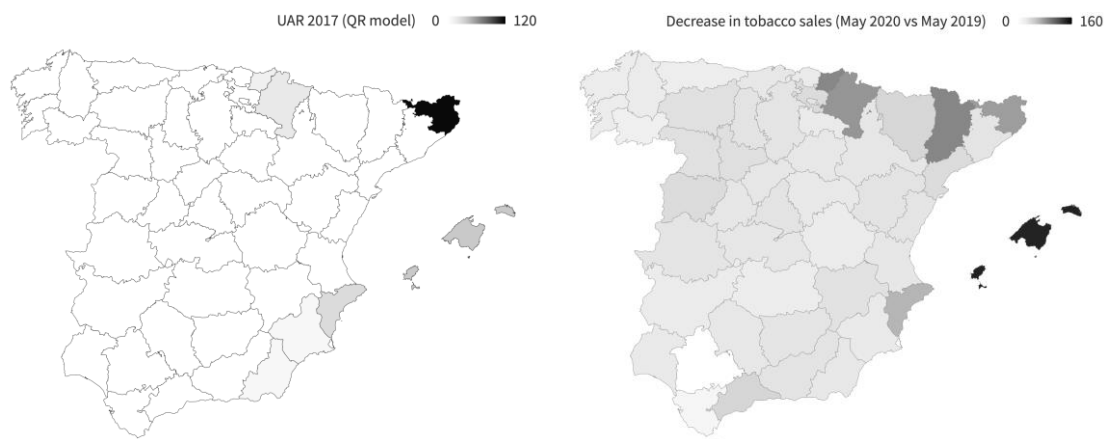 UAR 2017 (QR model) 0 120
Decrease in tobacco sales (May 2020 vs May 2019) 0 160